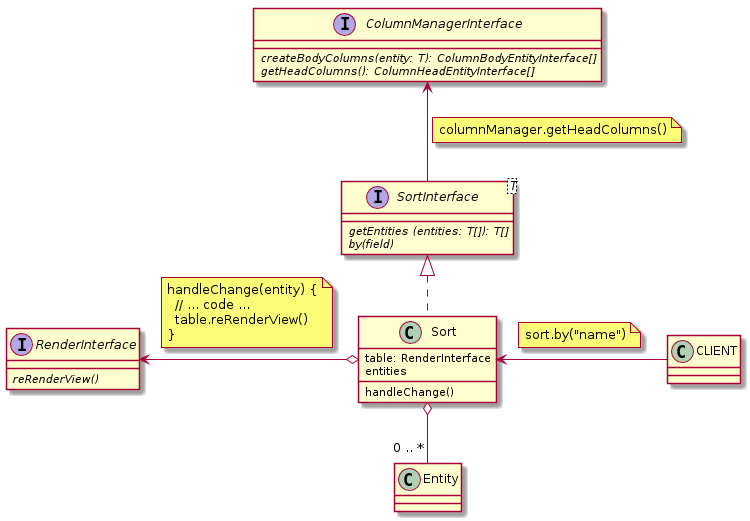 I ColumnManagerInterface
createBodyColumns(entity: T): ColumnBodyEntityInterface[]
getHeadColumns(): ColumnHeadEntityInterface[]
columnManager.getHeadColumns()
T
I SortInterface
getEntities (entities: T[]): T[]
by(field)
handleChange(entity) {
// ... code ...
table.reRenderView()
}
I RenderInterface
reRenderView()
C Sort
table: RenderInterface
entities
handleChange()
sort.by("name")
C CLIENT
0 .. *
C Entity